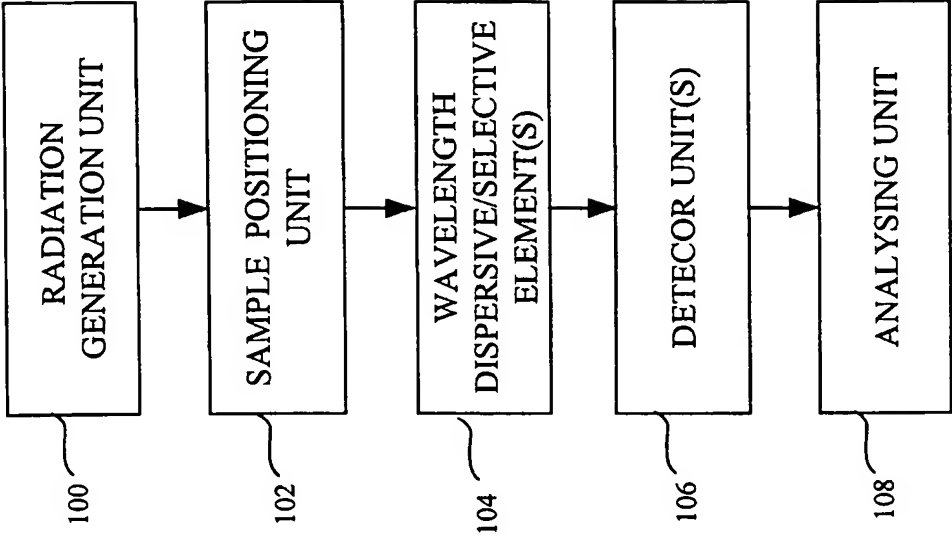 RADIATION
GENERATION UNIT
100
SAMPLE POSITIONING
UNIT
102
WAVELENGTH
DISPERSIVE/SELECTIVE
ELEMENT(S)
104
DETECOR UNIT(S)
106
ANALYSING UNIT
108